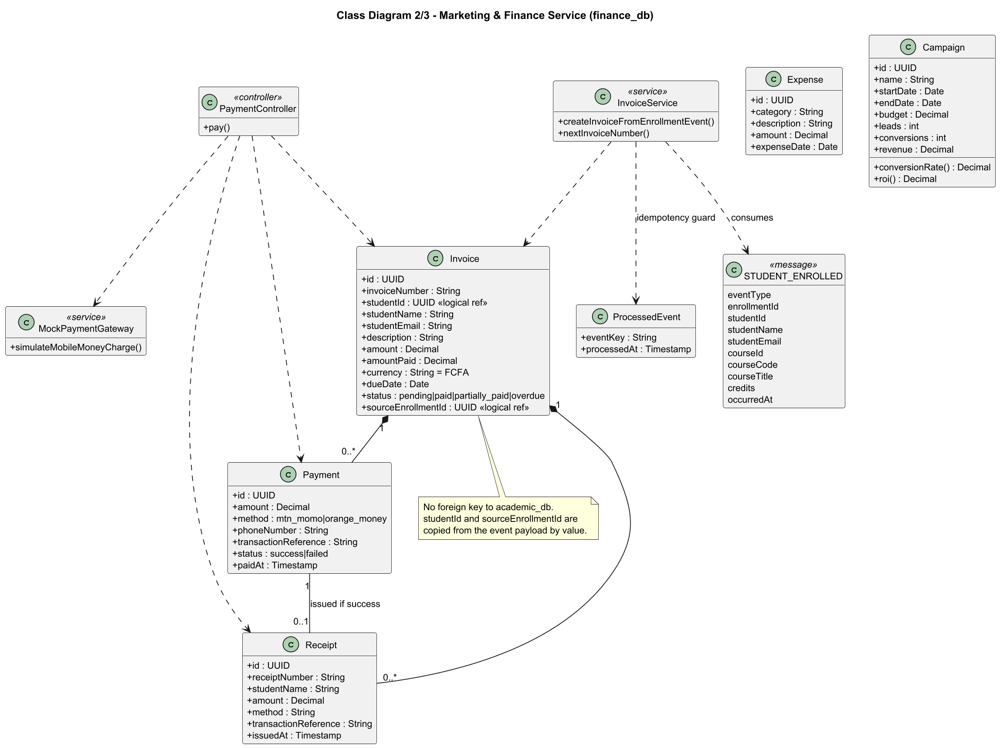 Class Diagram 2/3 - Marketing & Finance Service (finance_db)
C
«controller»
PaymentController
+pay()
C
«service»
InvoiceService
+createInvoiceFromEnrollmentEvent()
+nextInvoiceNumber()
C
Expense
+id : UUID
+category : String
+description : String
+amount : Decimal
+expenseDate : Date
C
Campaign
+id : UUID
+name : String
+startDate : Date
+endDate : Date
+budget : Decimal
+leads : int
+conversions : int
+revenue : Decimal
+conversionRate() : Decimal
+roi() : Decimal
idempotency guard
consumes
C
«service»
MockPaymentGateway
+simulateMobileMoneyCharge()
C
Invoice
+id : UUID
+invoiceNumber : String
+studentId : UUID «logical ref»
+studentName : String
+studentEmail : String
+description : String
+amount : Decimal
+amountPaid : Decimal
+currency : String = FCFA
+dueDate : Date
+status : pending|paid|partially_paid|overdue
+sourceEnrollmentId : UUID «logical ref»
C
ProcessedEvent
+eventKey : String
+processedAt : Timestamp
C
«message»
STUDENT_ENROLLED
eventType
enrollmentId
studentId
studentName
studentEmail
courseId
courseCode
courseTitle
credits
occurredAt
1
1
0..*
C
Payment
+id : UUID
+amount : Decimal
+method : mtn_momo|orange_money
+phoneNumber : String
+transactionReference : String
+status : success|failed
+paidAt : Timestamp
No foreign key to academic_db.
studentId and sourceEnrollmentId are
copied from the event payload by value.
1
issued if success
0..1
C
Receipt
+id : UUID
+receiptNumber : String
+studentName : String
+amount : Decimal
+method : String
+transactionReference : String
+issuedAt : Timestamp
0..*